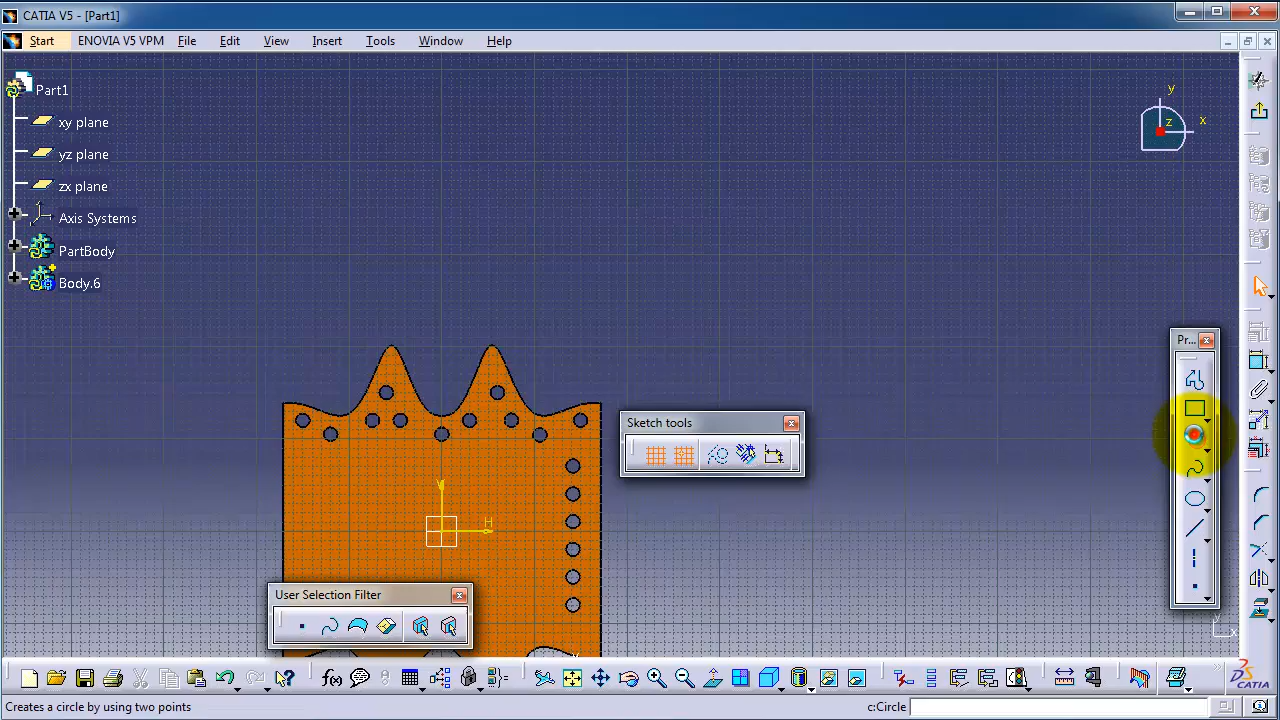 CATIA V5 - [Part1]
Start ENOVIA V5 VPM File Edit View Insert Tools Window Help
Part1
xy plane
yz plane
zx plane
Axis Systems
PartBody
Body.6
y
x
z
Pr...
Sketch tools
V
H
User Selection Filter
y
x
f(x)
DS CATIA
Creates a circle by using two points
c:Circle